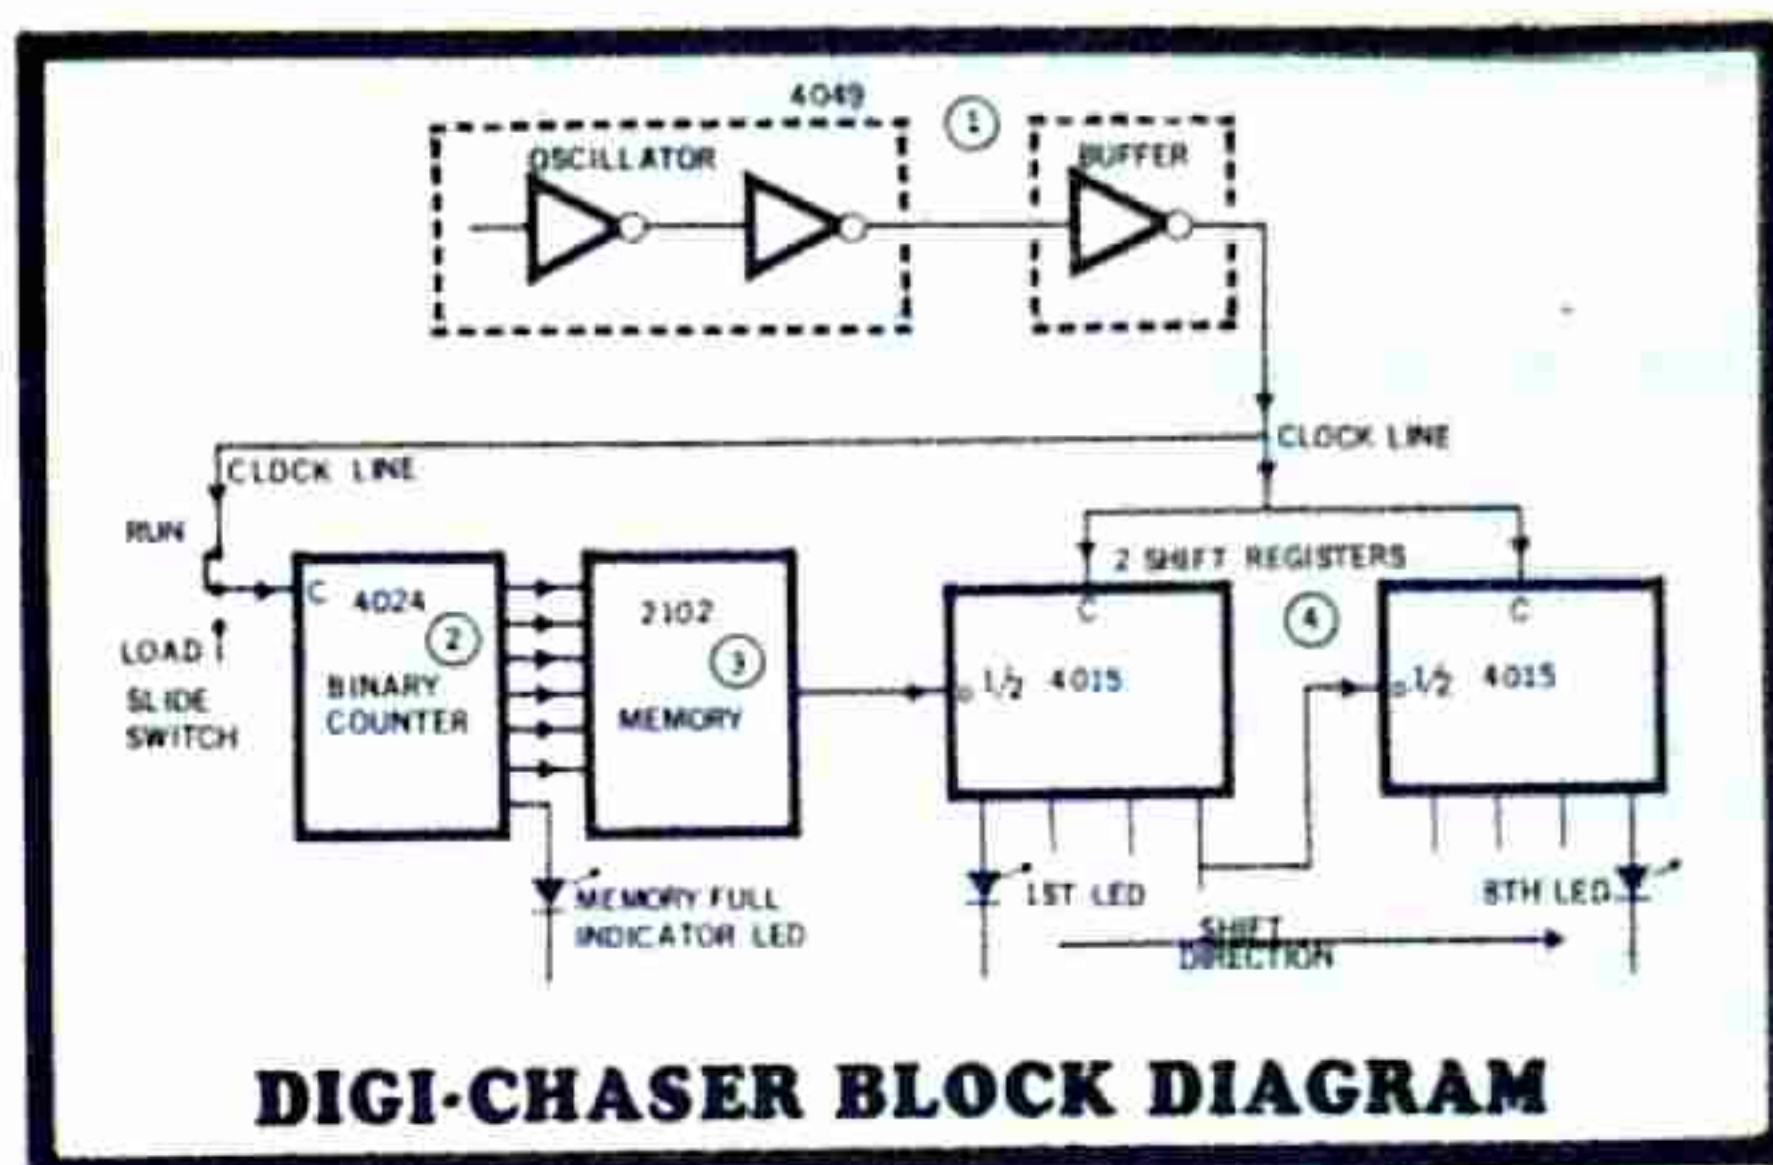 4049
1
OSCILLATOR
BUFFER
CLOCK LINE
CLOCK LINE
RUN
2 SHIFT REGISTERS
C 4024
2
2102
3
C
4
C
LOAD
SLIDE
SWITCH
BINARY
COUNTER
MEMORY
D 1/2 4015
D 1/2 4015
MEMORY FULL
INDICATOR LED
1ST LED
8TH LED
SHIFT
DIRECTION
DIGI-CHASER BLOCK DIAGRAM